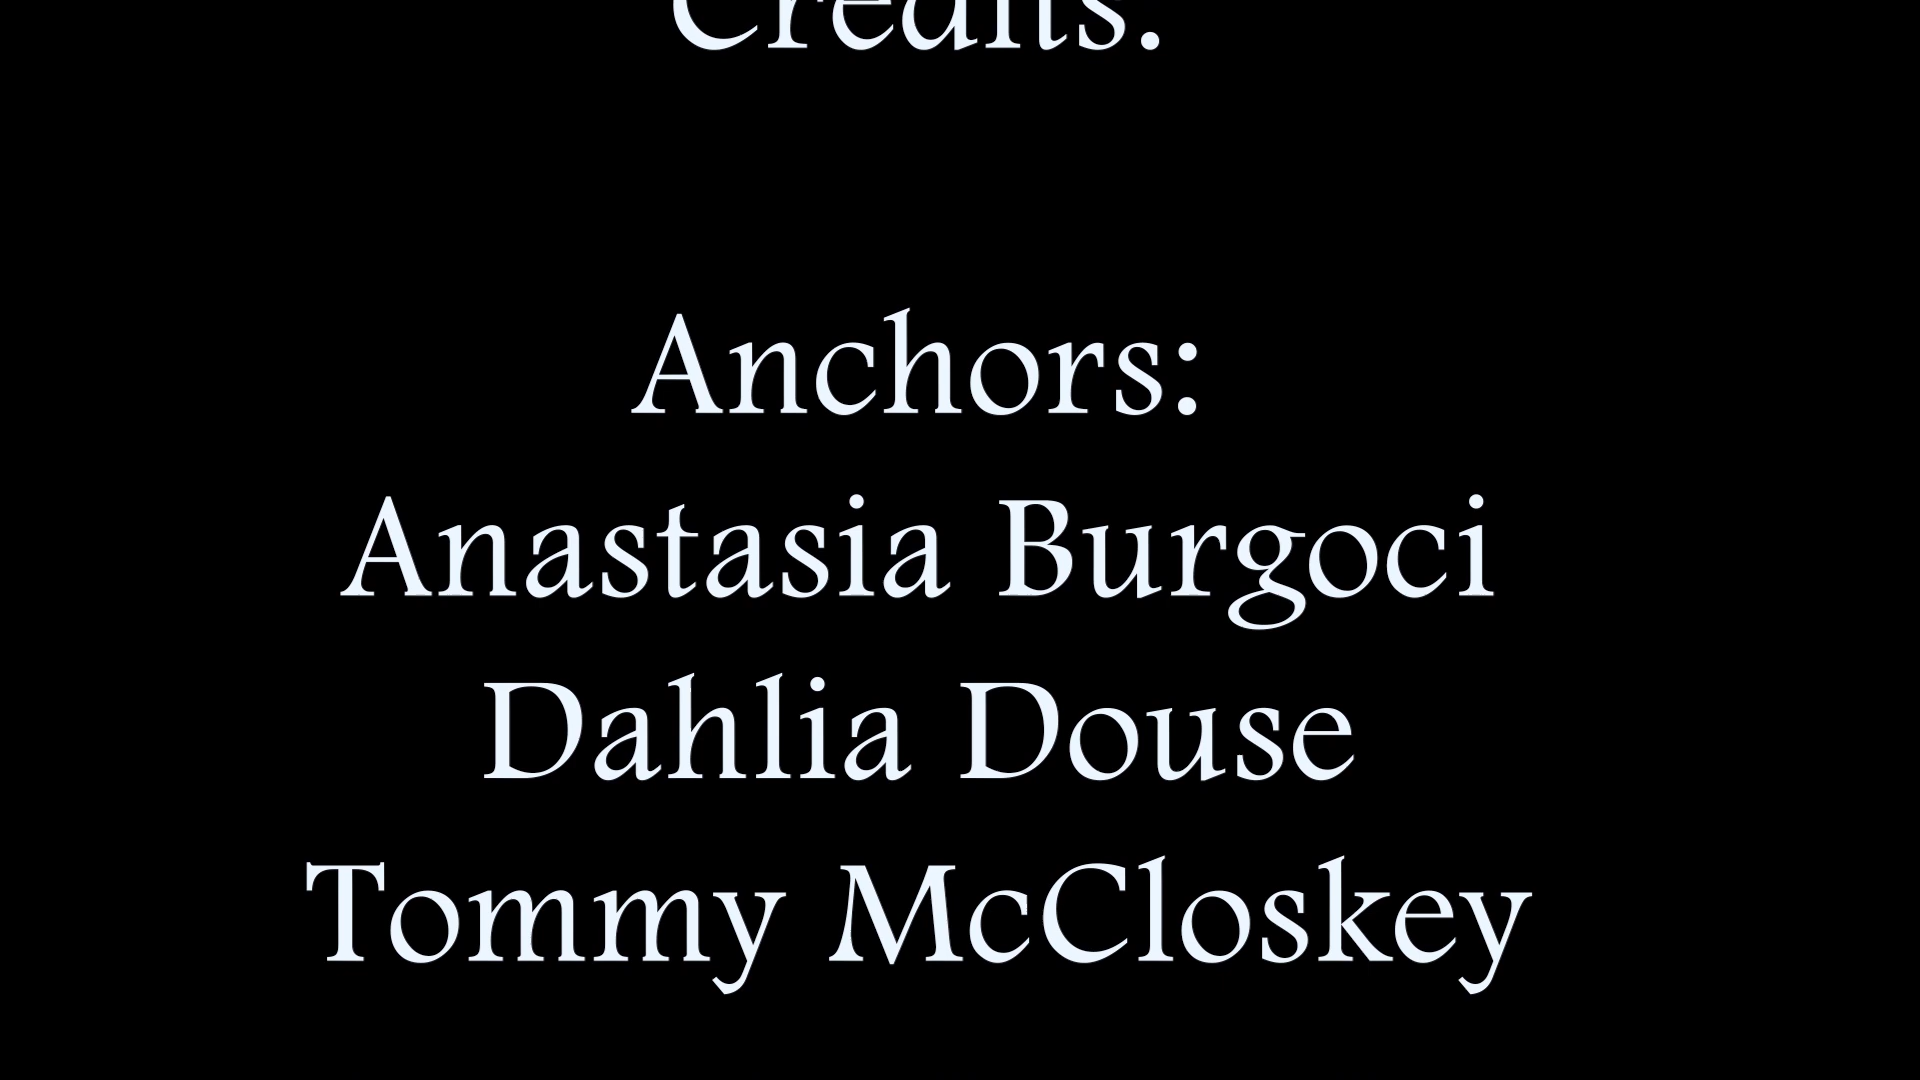 Credits:
Anchors:
Anastasia Burgoci
Dahlia Douse
Tommy McCloskey